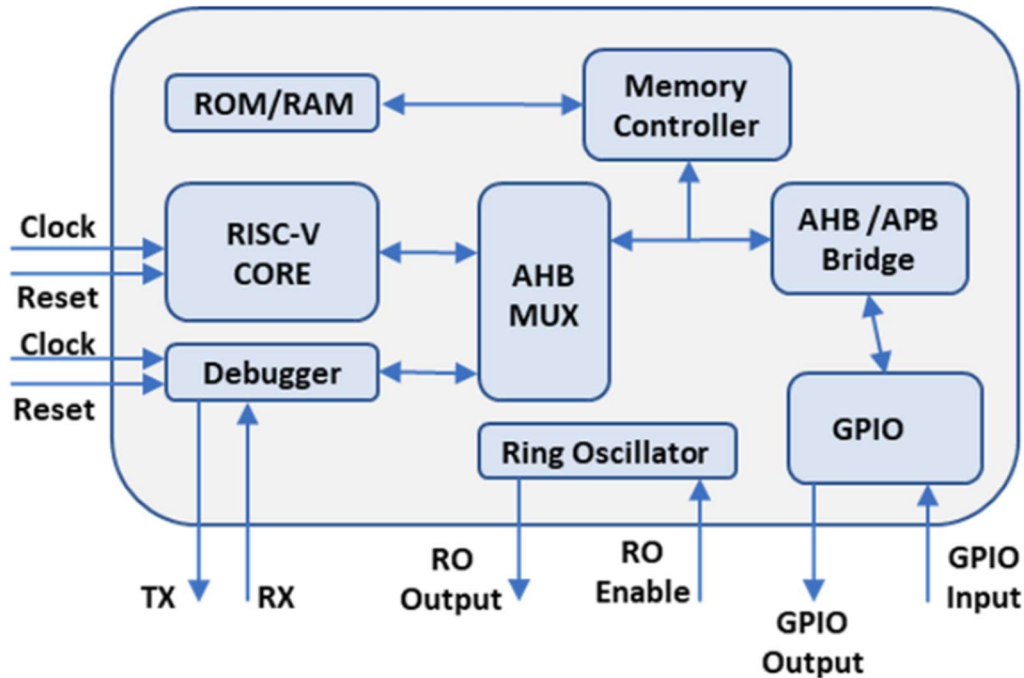 ROM/RAM
Memory
Controller
Clock
Reset
RISC-V
CORE
AHB
MUX
AHB/APB
Bridge
Clock
Reset
Debugger
GPIO
Ring Oscillator
TX
RX
RO
Output
RO
Enable
GPIO
Output
GPIO
Input